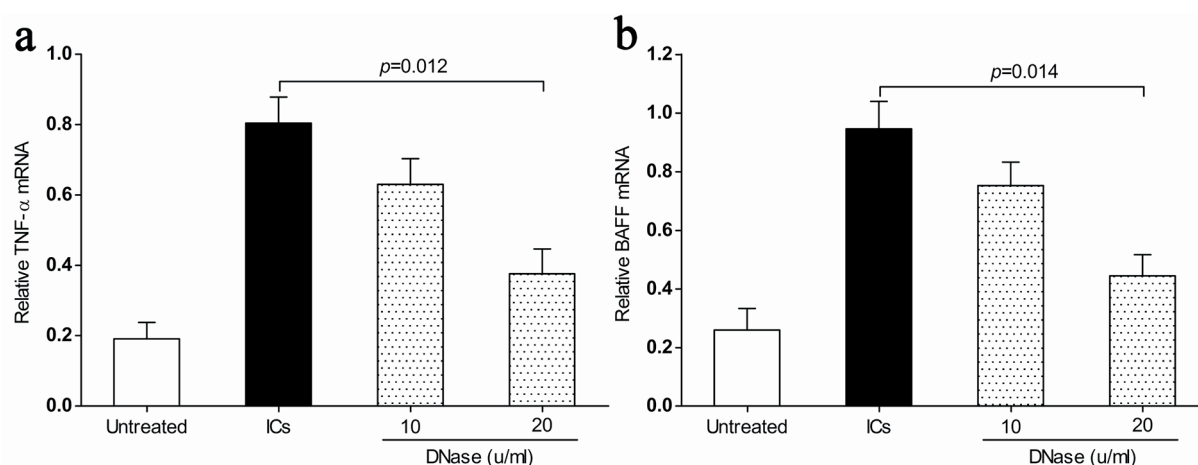 a
1.0
0.8
0.6
0.4
0.2
0.0
Relative TNF-α mRNA
p=0.012
Untreated
ICs
10
20
DNase (u/ml)
b
1.2
1.0
0.8
0.6
0.4
0.2
0.0
Relative BAFF mRNA
p=0.014
Untreated
ICs
10
20
DNase (u/ml)